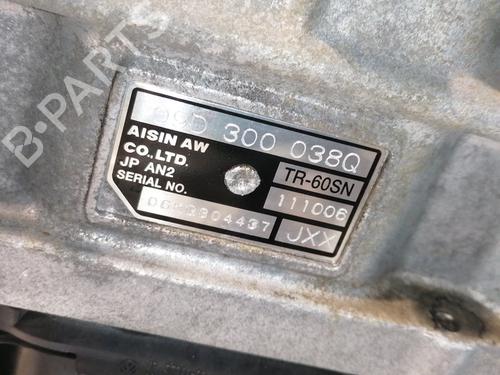 09D 300 038Q
AISIN AW
CO.,LTD.
JP AN2
SERIAL NO.
TR-60SN
111006
JXX
B-PARTS